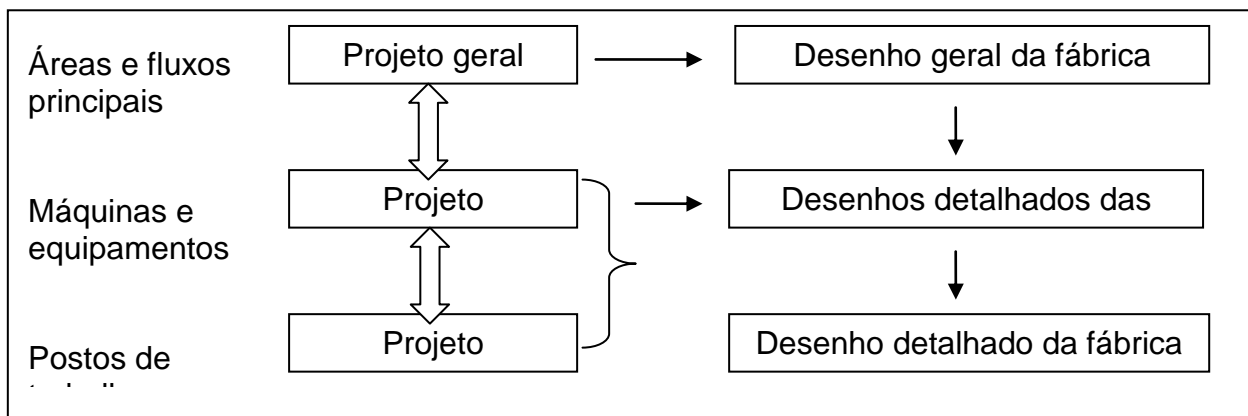 Áreas e fluxos
principais
Projeto geral
Desenho geral da fábrica
Máquinas e
equipamentos
Projeto
Desenhos detalhados das
Postos de
Projeto
Desenho detalhado da fábrica